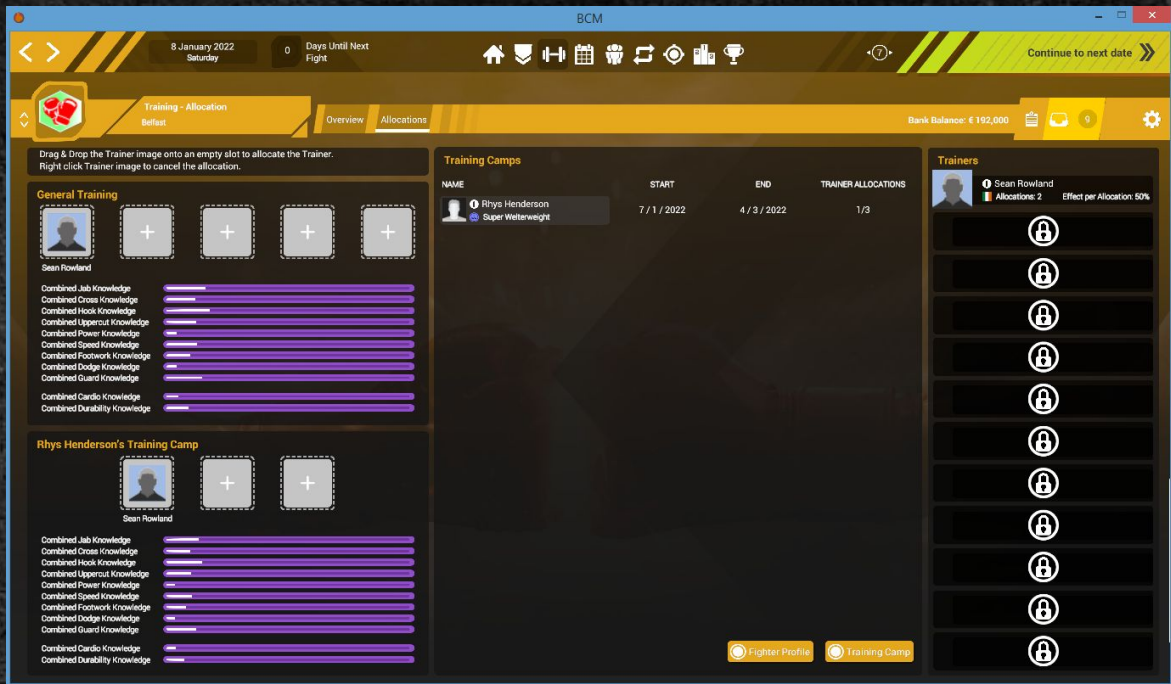 BCM
8 January 2022
Saturday
0
Days Until Next
Fight
7
Continue to next date
Training - Allocation
Belfast
Overview
Allocations
Bank Balance: € 192,000
9
Drag & Drop the Trainer image onto an empty slot to allocate the Trainer.
Right click Trainer image to cancel the allocation.
General Training
Sean Rowland
Combined Jab Knowledge
Combined Cross Knowledge
Combined Hook Knowledge
Combined Uppercut Knowledge
Combined Power Knowledge
Combined Speed Knowledge
Combined Footwork Knowledge
Combined Dodge Knowledge
Combined Guard Knowledge
Combined Cardio Knowledge
Combined Durability Knowledge
Rhys Henderson's Training Camp
Sean Rowland
Combined Jab Knowledge
Combined Cross Knowledge
Combined Hook Knowledge
Combined Uppercut Knowledge
Combined Power Knowledge
Combined Speed Knowledge
Combined Footwork Knowledge
Combined Dodge Knowledge
Combined Guard Knowledge
Combined Cardio Knowledge
Combined Durability Knowledge
Training Camps
NAME START END TRAINER ALLOCATIONS
Rhys Henderson
Super Welterweight
7 / 1 / 2022 4 / 3 / 2022 1/3
Fighter Profile
Training Camp
Trainers
Sean Rowland
Allocations: 2 Effect per Allocation: 50%